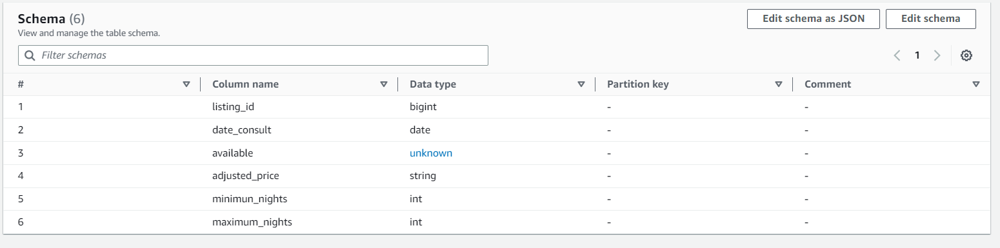 Schema (6)
View and manage the table schema.
Edit schema as JSON
Edit schema
Filter schemas
1
# Column name Data type Partition key Comment
1 listing_id bigint - -
2 date_consult date - -
3 available unknown - -
4 adjusted_price string - -
5 minimun_nights int - -
6 maximum_nights int - -